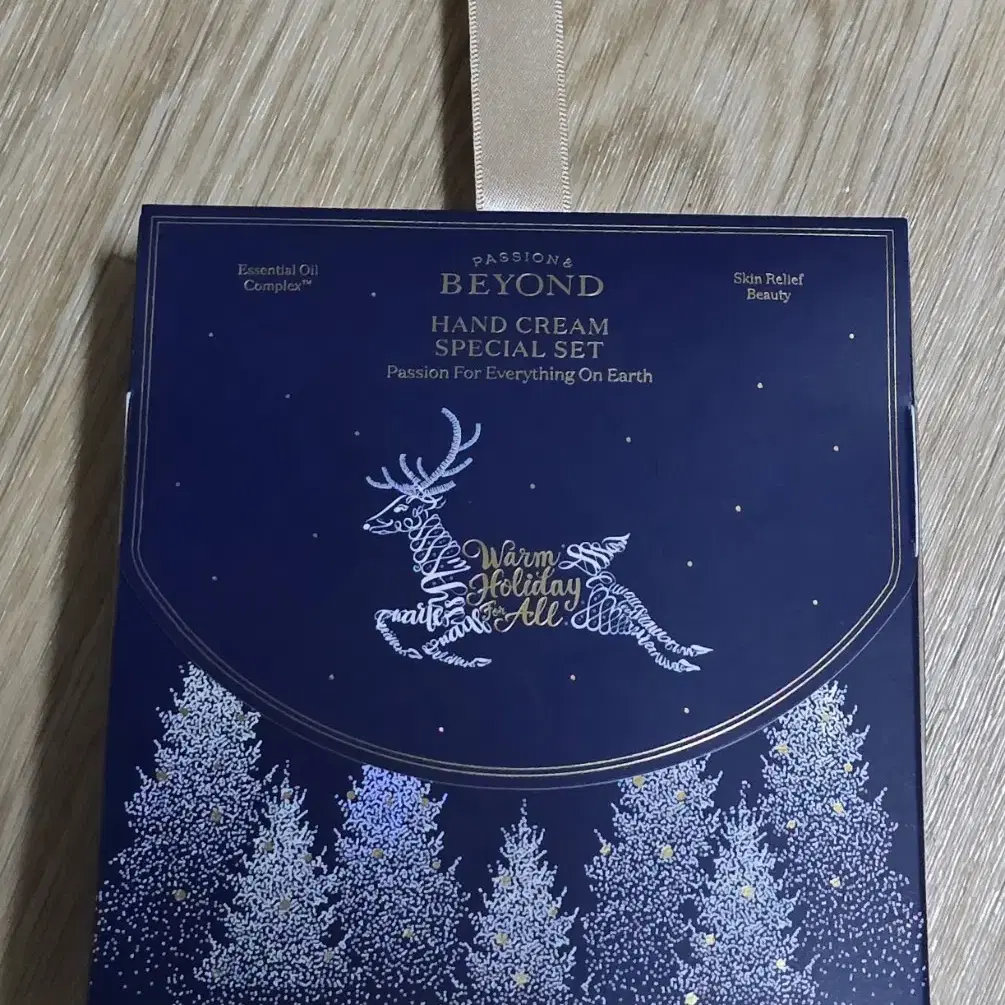 Essential Oil
Complex™
PASSION &
BEYOND
Skin Relief
Beauty
HAND CREAM
SPECIAL SET
Passion For Everything On Earth
Warm
Holiday
For All